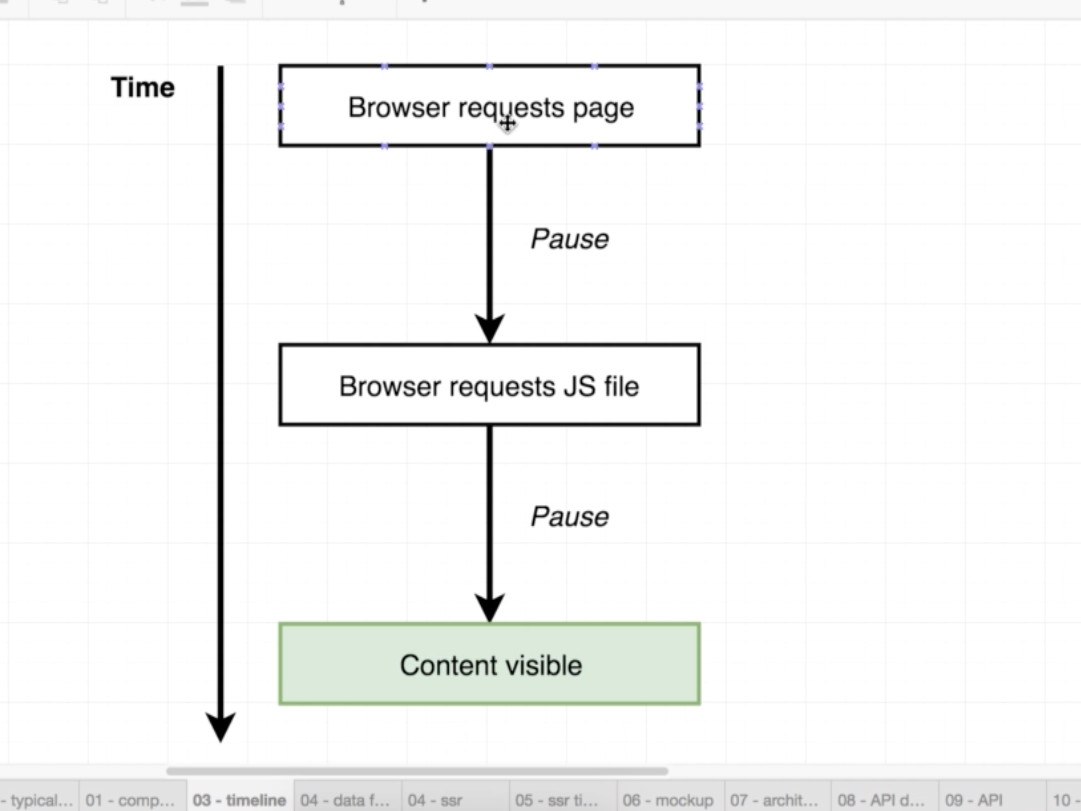 Time
Browser requests page
Pause
Browser requests JS file
Pause
Content visible
- typical...
01 - comp...
03 - timeline
04 - data f...
04 - ssr
05 - ssr ti...
06 - mockup
07 - archit...
08 - API d...
09 - API
10 -